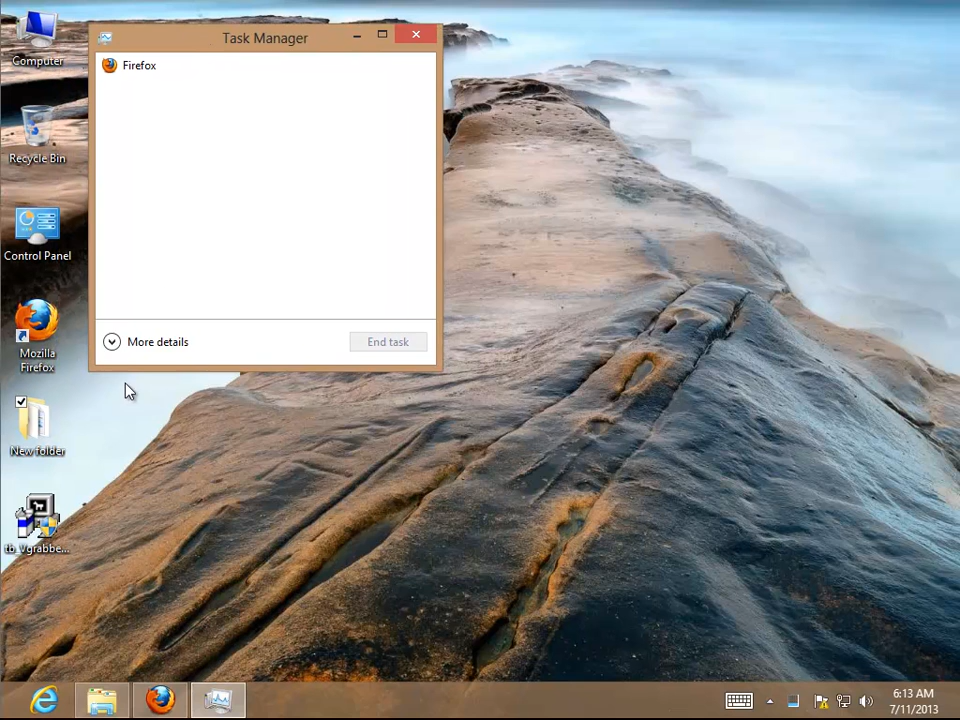 Computer
Recycle Bin
Control Panel
Mozilla
Firefox
New folder
tb_Vgrabbe...
Task Manager
Firefox
More details
End task
6:13 AM
7/11/2013